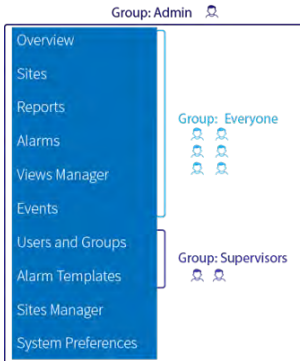 Group: Admin
Overview
Sites
Reports
Alarms
Views Manager
Events
Group: Everyone
Users and Groups
Alarm Templates
Group: Supervisors
Sites Manager
System Preferences